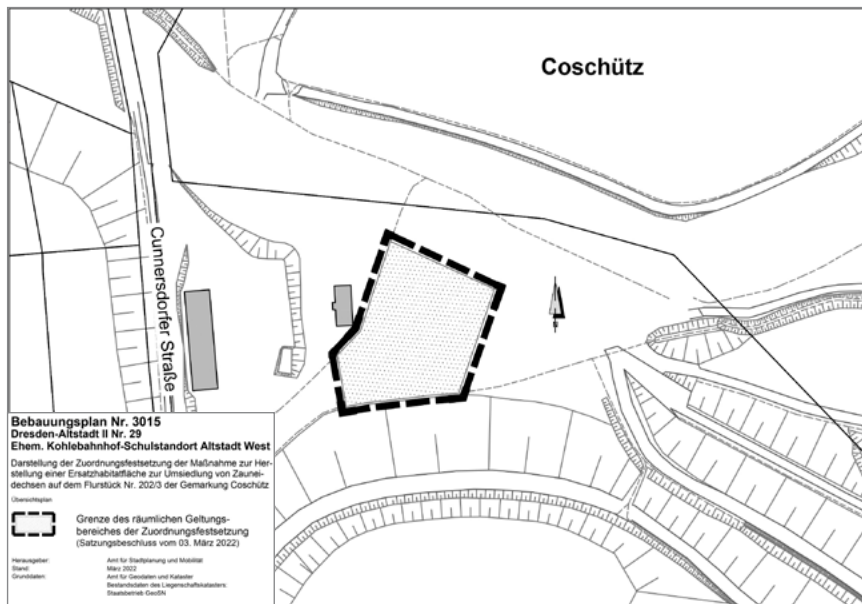 Coschütz
Cunnersdorfer Straße
Bebauungsplan Nr. 3015
Dresden-Altstadt II Nr. 29
Ehem. Kohlebahnhof-Schulstandort Altstadt West
Darstellung der Zuordnungsfestsetzung der Maßnahme zur Her-
stellung einer Ersatzhabitatfläche zur Umsiedlung von Zaunei-
dechsen auf dem Flurstück Nr. 202/3 der Gemarkung Coschütz
Übersichtsplan
Grenze des räumlichen Geltungs-
bereiches der Zuordnungsfestsetzung
(Satzungsbeschluss vom 03. März 2022)
Herausgeber: Amt für Stadtplanung und Mobilität
Stand: März 2022
Grunddaten: Amt für Geodaten und Kataster
Bestandsdaten des Liegenschaftskatasters:
Staatsbetrieb GeoSN